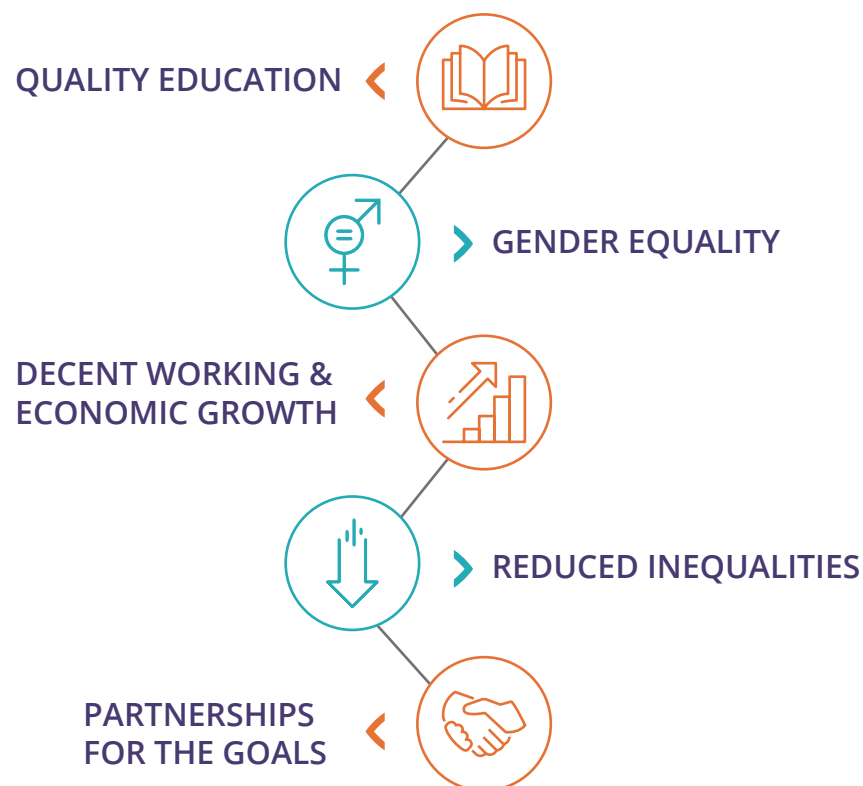 QUALITY EDUCATION
GENDER EQUALITY
DECENT WORKING &
ECONOMIC GROWTH
REDUCED INEQUALITIES
PARTNERSHIPS
FOR THE GOALS